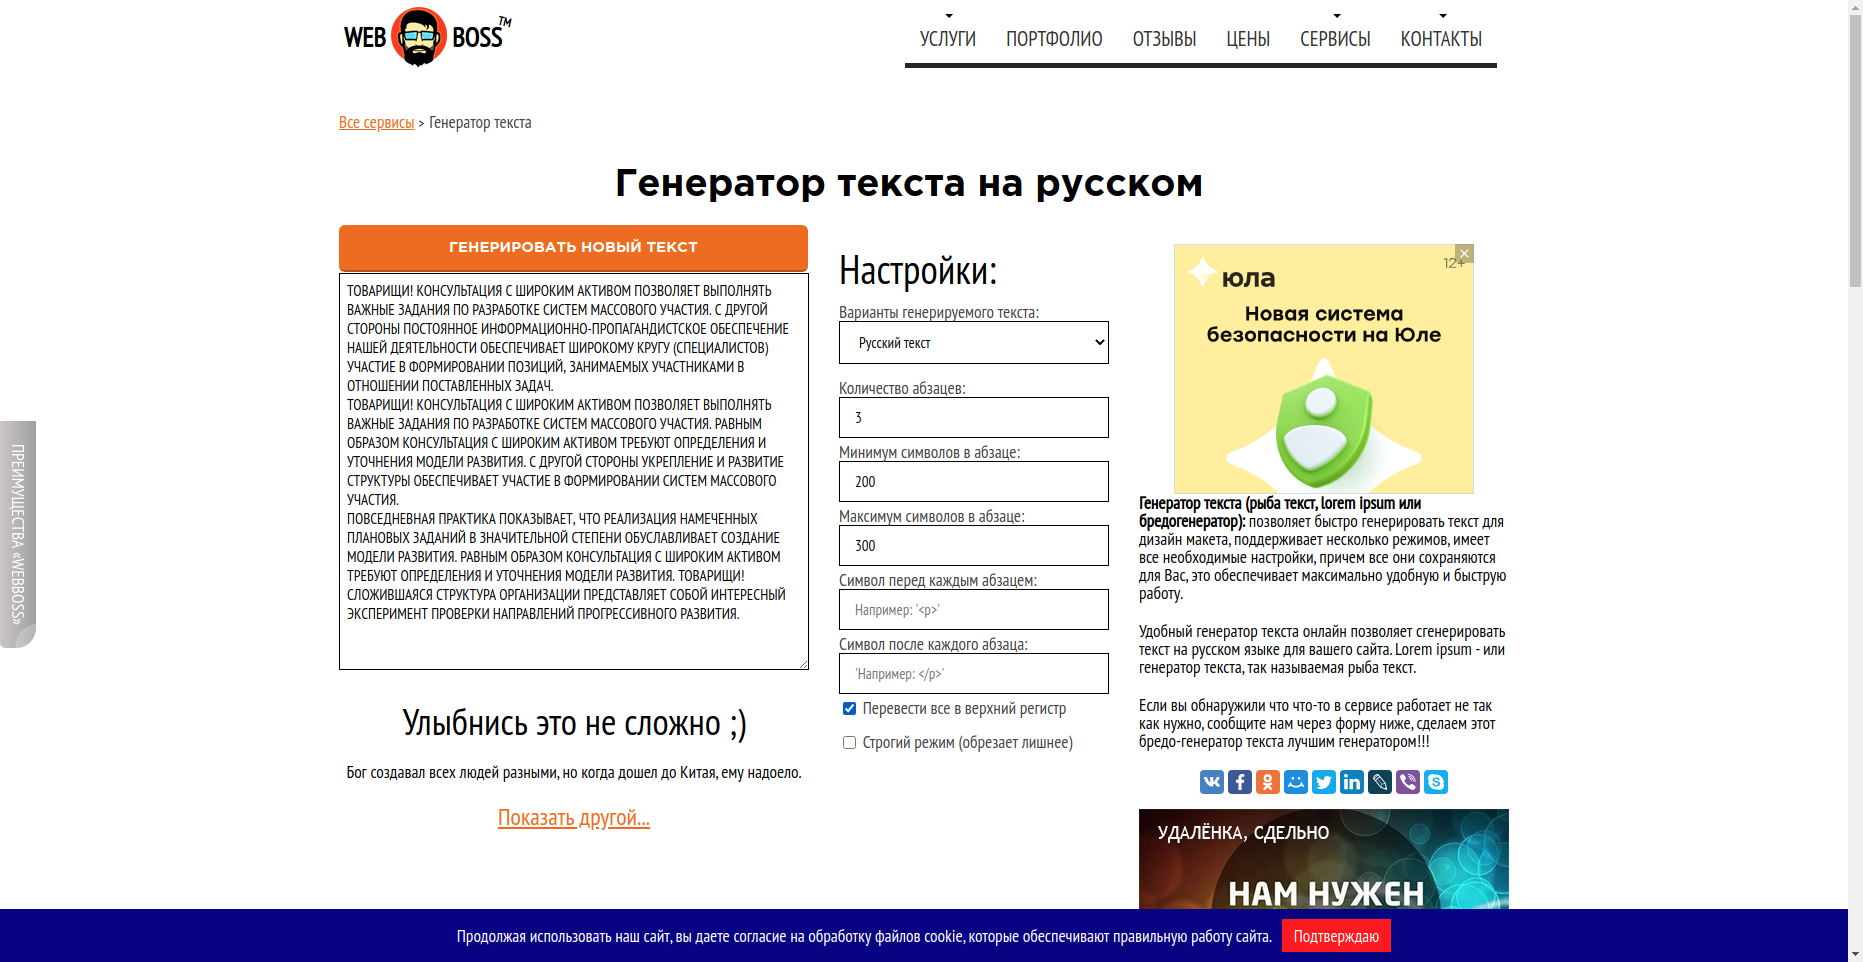 WEB BOSS™
УСЛУГИ ПОРТФОЛИО ОТЗЫВЫ ЦЕНЫ СЕРВИСЫ КОНТАКТЫ
Все сервисы > Генератор текста
Генератор текста на русском
ГЕНЕРИРОВАТЬ НОВЫЙ ТЕКСТ
ТОВАРИЩИ! КОНСУЛЬТАЦИЯ С ШИРОКИМ АКТИВОМ ПОЗВОЛЯЕТ ВЫПОЛНЯТЬ
ВАЖНЫЕ ЗАДАНИЯ ПО РАЗРАБОТКЕ СИСТЕМ МАССОВОГО УЧАСТИЯ. С ДРУГОЙ
СТОРОНЫ ПОСТОЯННОЕ ИНФОРМАЦИОННО-ПРОПАГАНДИСТСКОЕ ОБЕСПЕЧЕНИЕ
НАШЕЙ ДЕЯТЕЛЬНОСТИ ОБЕСПЕЧИВАЕТ ШИРОКОМУ КРУГУ (СПЕЦИАЛИСТОВ)
УЧАСТИЕ В ФОРМИРОВАНИИ ПОЗИЦИЙ, ЗАНИМАЕМЫХ УЧАСТНИКАМИ В
ОТНОШЕНИИ ПОСТАВЛЕННЫХ ЗАДАЧ.
ТОВАРИЩИ! КОНСУЛЬТАЦИЯ С ШИРОКИМ АКТИВОМ ПОЗВОЛЯЕТ ВЫПОЛНЯТЬ
ВАЖНЫЕ ЗАДАНИЯ ПО РАЗРАБОТКЕ СИСТЕМ МАССОВОГО УЧАСТИЯ. РАВНЫМ
ОБРАЗОМ КОНСУЛЬТАЦИЯ С ШИРОКИМ АКТИВОМ ТРЕБУЮТ ОПРЕДЕЛЕНИЯ И
УТОЧНЕНИЯ МОДЕЛИ РАЗВИТИЯ. С ДРУГОЙ СТОРОНЫ УКРЕПЛЕНИЕ И РАЗВИТИЕ
СТРУКТУРЫ ОБЕСПЕЧИВАЕТ УЧАСТИЕ В ФОРМИРОВАНИИ СИСТЕМ МАССОВОГО
УЧАСТИЯ.
ПОВСЕДНЕВНАЯ ПРАКТИКА ПОКАЗЫВАЕТ, ЧТО РЕАЛИЗАЦИЯ НАМЕЧЕННЫХ
ПЛАНОВЫХ ЗАДАНИЙ В ЗНАЧИТЕЛЬНОЙ СТЕПЕНИ ОБУСЛАВЛИВАЕТ СОЗДАНИЕ
МОДЕЛИ РАЗВИТИЯ. РАВНЫМ ОБРАЗОМ КОНСУЛЬТАЦИЯ С ШИРОКИМ АКТИВОМ
ТРЕБУЮТ ОПРЕДЕЛЕНИЯ И УТОЧНЕНИЯ МОДЕЛИ РАЗВИТИЯ. ТОВАРИЩИ!
СЛОЖИВШАЯСЯ СТРУКТУРА ОРГАНИЗАЦИИ ПРЕДСТАВЛЯЕТ СОБОЙ ИНТЕРЕСНЫЙ
ЭКСПЕРИМЕНТ ПРОВЕРКИ НАПРАВЛЕНИЙ ПРОГРЕССИВНОГО РАЗВИТИЯ.
Улыбнись это не сложно ;)
Бог создавал всех людей разными, но когда дошел до Китая, ему надоело.
Показать другой...
Настройки:
Варианты генерируемого текста:
Русский текст
Количество абзацев:
3
Минимум символов в абзаце:
200
Максимум символов в абзаце:
300
Символ перед каждым абзацем:
Например: '<p>'
Символ после каждого абзаца:
'Например: </p>'
Перевести все в верхний регистр
Строгий режим (обрезает лишнее)
юла
12+
Новая система
безопасности на Юле
Генератор текста (рыба текст, lorem ipsum или
бредогенератор): позволяет быстро генерировать текст для
дизайн макета, поддерживает несколько режимов, имеет
все необходимые настройки, причем все они сохраняются
для Вас, это обеспечивает максимально удобную и быструю
работу.
Удобный генератор текста онлайн позволяет сгенерировать
текст на русском языке для вашего сайта. Lorem ipsum - или
генератор текста, так называемая рыба текст.
Если вы обнаружили что что-то в сервисе работает не так
как нужно, сообщите нам через форму ниже, сделаем этот
бредо-генератор текста лучшим генератором!!!
УДАЛЁНКА, СДЕЛЬНО
НАМ НУЖЕН
ПРЕИМУЩЕСТВА «WEBBOSS»
Продолжая использовать наш сайт, вы даете согласие на обработку файлов cookie, которые обеспечивают правильную работу сайта. Подтверждаю